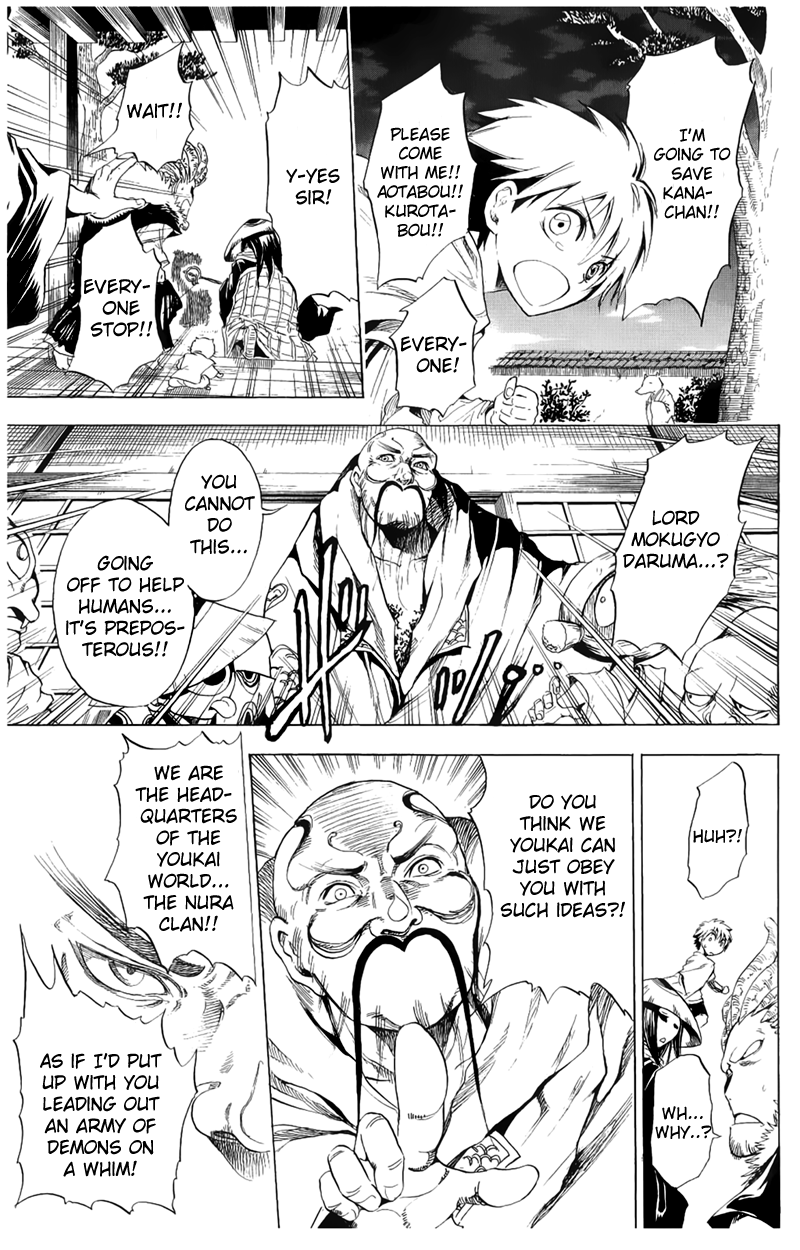 I'M
GOING TO
SAVE
KANA-
CHAN!!
PLEASE
COME
WITH ME!!
AOTABOU!!
KUROTA-
BOU!!
EVERY-
ONE!
Y-YES
SIR!
WAIT!!
EVERY-
ONE
STOP!!
LORD
MOKUGYO
DARUMA...?
YOU
CANNOT
DO
THIS...
GOING
OFF TO HELP
HUMANS...
IT'S PREPOS-
TEROUS!!
HUH?!
WH...
WHY..?
DO YOU
THINK WE
YOUKAI CAN
JUST OBEY
YOU WITH
SUCH IDEAS?!
WE ARE
THE HEAD-
QUARTERS
OF THE
YOUKAI
WORLD...
THE NURA
CLAN!!
AS IF I'D PUT
UP WITH YOU
LEADING OUT
AN ARMY OF
DEMONS ON
A WHIM!